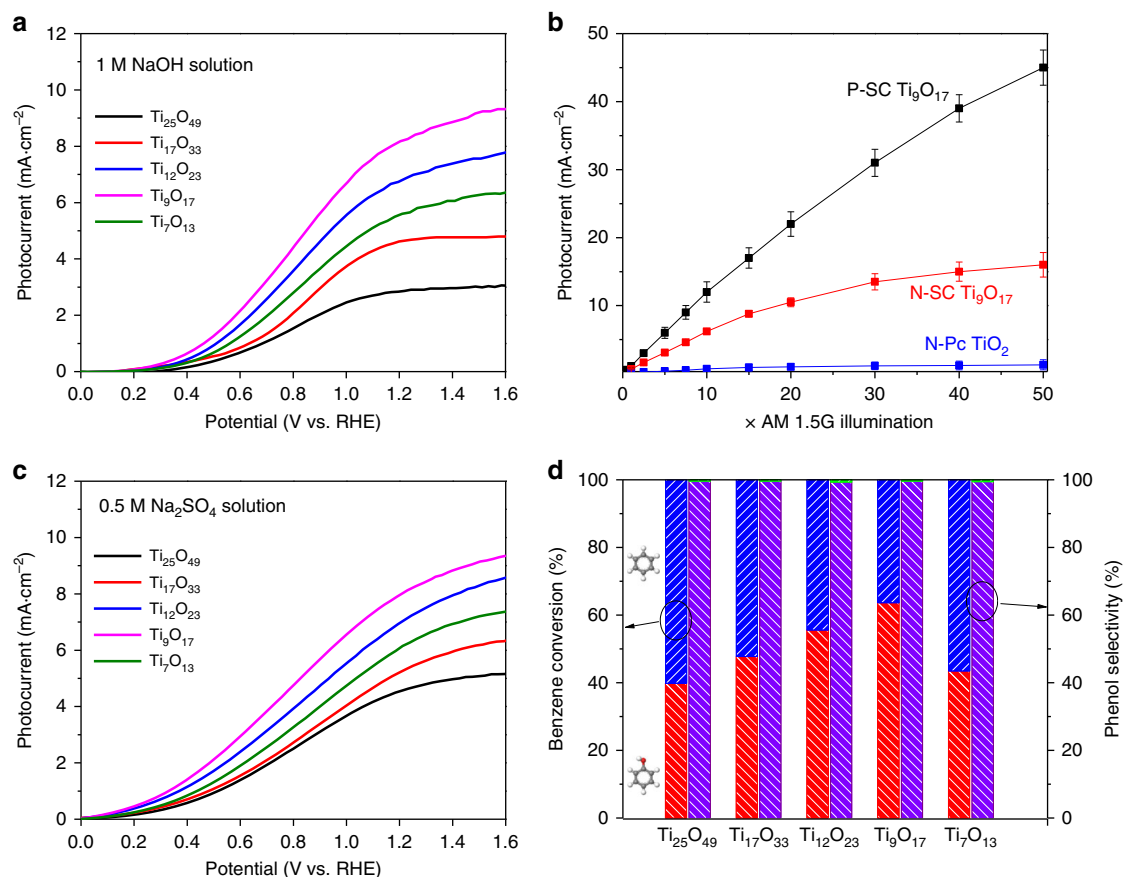 a
12
10
8
6
4
2
0
Photocurrent (mA·cm⁻²)
1 M NaOH solution
Ti₂₅O₄₉
Ti₁₇O₃₃
Ti₁₂O₂₃
Ti₉O₁₇
Ti₇O₁₃
0.0 0.2 0.4 0.6 0.8 1.0 1.2 1.4 1.6
Potential (V vs. RHE)
b
50
40
30
20
10
Photocurrent (mA·cm⁻²)
P-SC Ti₉O₁₇
N-SC Ti₉O₁₇
N-Pc TiO₂
0 10 20 30 40 50
× AM 1.5G illumination
c
12
10
8
6
4
2
0
Photocurrent (mA·cm⁻²)
0.5 M Na₂SO₄ solution
Ti₂₅O₄₉
Ti₁₇O₃₃
Ti₁₂O₂₃
Ti₉O₁₇
Ti₇O₁₃
0.0 0.2 0.4 0.6 0.8 1.0 1.2 1.4 1.6
Potential (V vs. RHE)
d
100
80
60
40
20
0
Benzene conversion (%)
100
80
60
40
20
0
Phenol selectivity (%)
Ti₂₅O₄₉ Ti₁₇O₃₃ Ti₁₂O₂₃ Ti₉O₁₇ Ti₇O₁₃